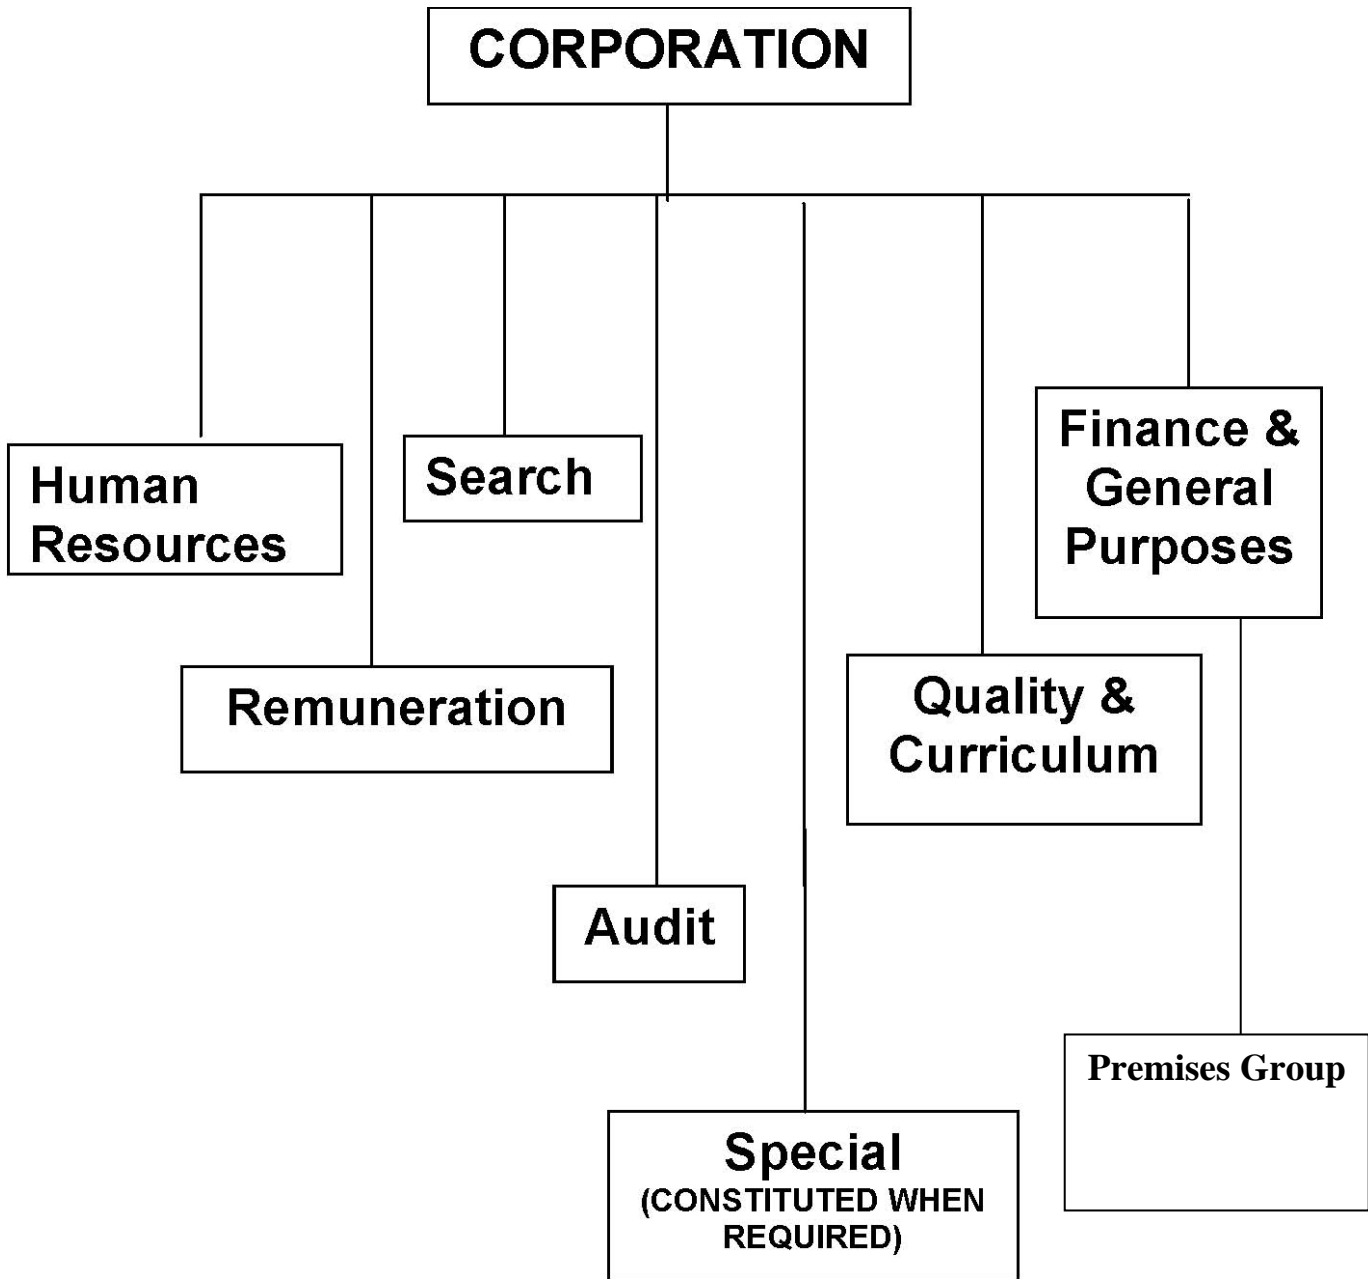 CORPORATION
Human
Resources
Search
Finance &
General
Purposes
Remuneration
Quality &
Curriculum
Audit
Premises Group
Special
(CONSTITUTED WHEN
REQUIRED)